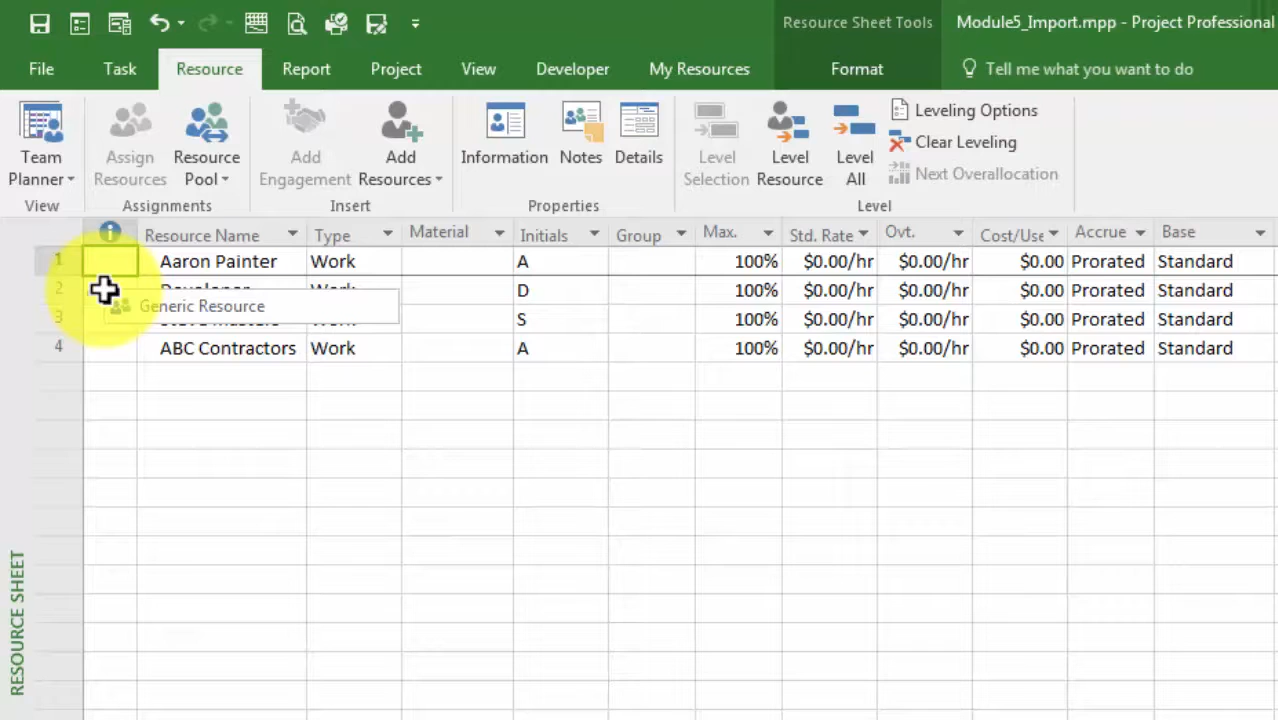 Resource Sheet Tools
Module5_Import.mpp - Project Professional
File Task Resource Report Project View Developer My Resources Format Tell me what you want to do
Team Planner
Assign Resources
Resource Pool
Add Engagement
Add Resources
Information
Notes
Details
Level Selection
Level Resource
Level All
Leveling Options
Clear Leveling
Next Overallocation
View Assignments Insert Properties Level
Resource Name Type Material Initials Group Max. Std. Rate Ovt. Cost/Use Accrue Base
1 Aaron Painter Work A 100% $0.00/hr $0.00/hr $0.00 Prorated Standard
2 Developer Work D 100% $0.00/hr $0.00/hr $0.00 Prorated Standard
Generic Resource
3 Steve Masters Work S 100% $0.00/hr $0.00/hr $0.00 Prorated Standard
4 ABC Contractors Work A 100% $0.00/hr $0.00/hr $0.00 Prorated Standard
RESOURCE SHEET